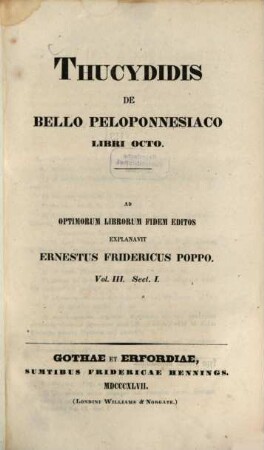 THUCYDIDIS
DE
BELLO PELOPONNESIACO
LIBRI OCTO.
AD
OPTIMORUM LIBRORUM FIDEM EDITOS
EXPLANAVIT
ERNESTUS FRIDERICUS POPPO.
Vol. III. Sect. I.
GOTHAE ET ERFORDIAE,
SUMTIBUS FRIDERICAE HENNINGS.
MDCCCXLVII.
(LONDINI WILLIAMS & NORGATE.)